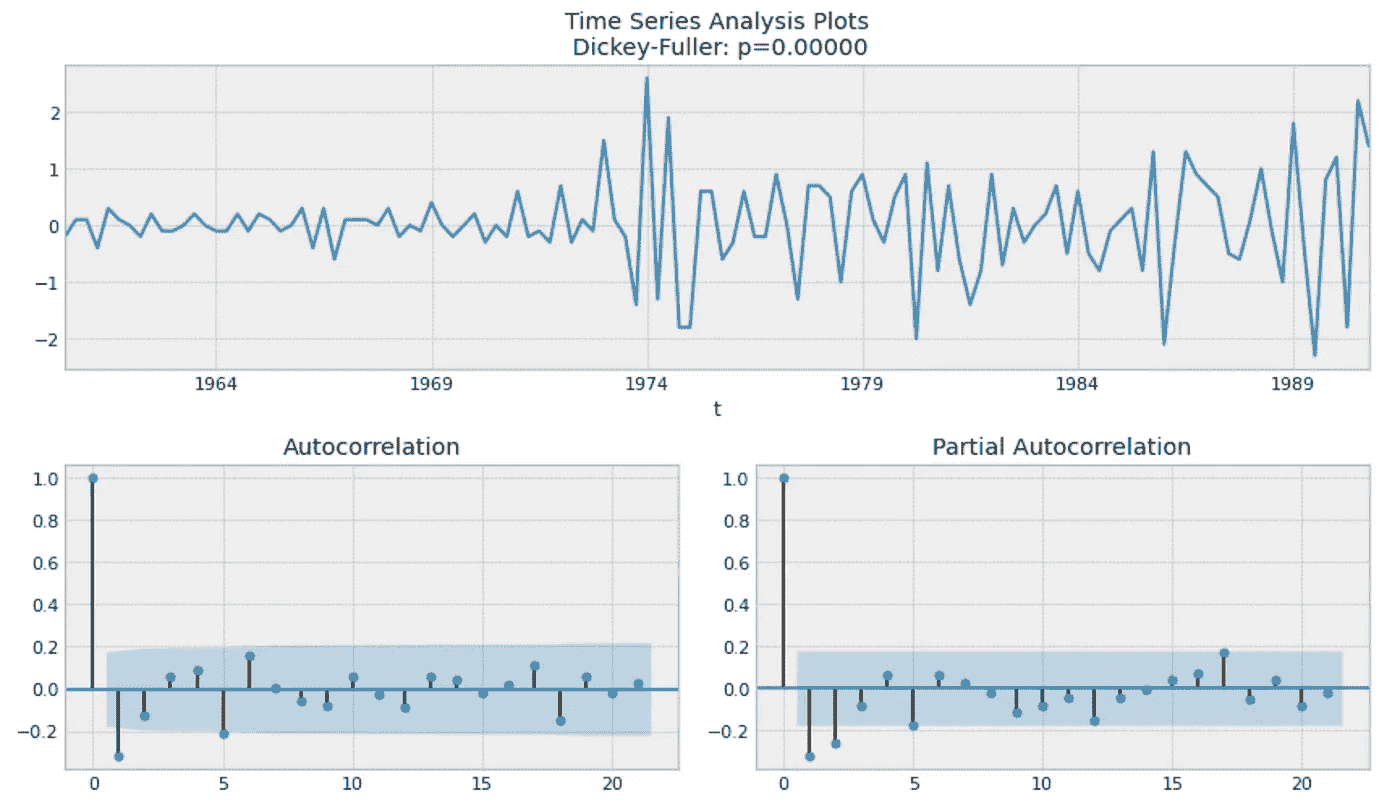 Time Series Analysis Plots
Dickey-Fuller: p=0.00000
2
1
0
−1
−2
1964 1969 1974 1979 1984 1989
t
Autocorrelation
1.0
0.8
0.6
0.4
0.2
0.0
−0.2
0 5 10 15 20
Partial Autocorrelation
1.0
0.8
0.6
0.4
0.2
0.0
−0.2
0 5 10 15 20